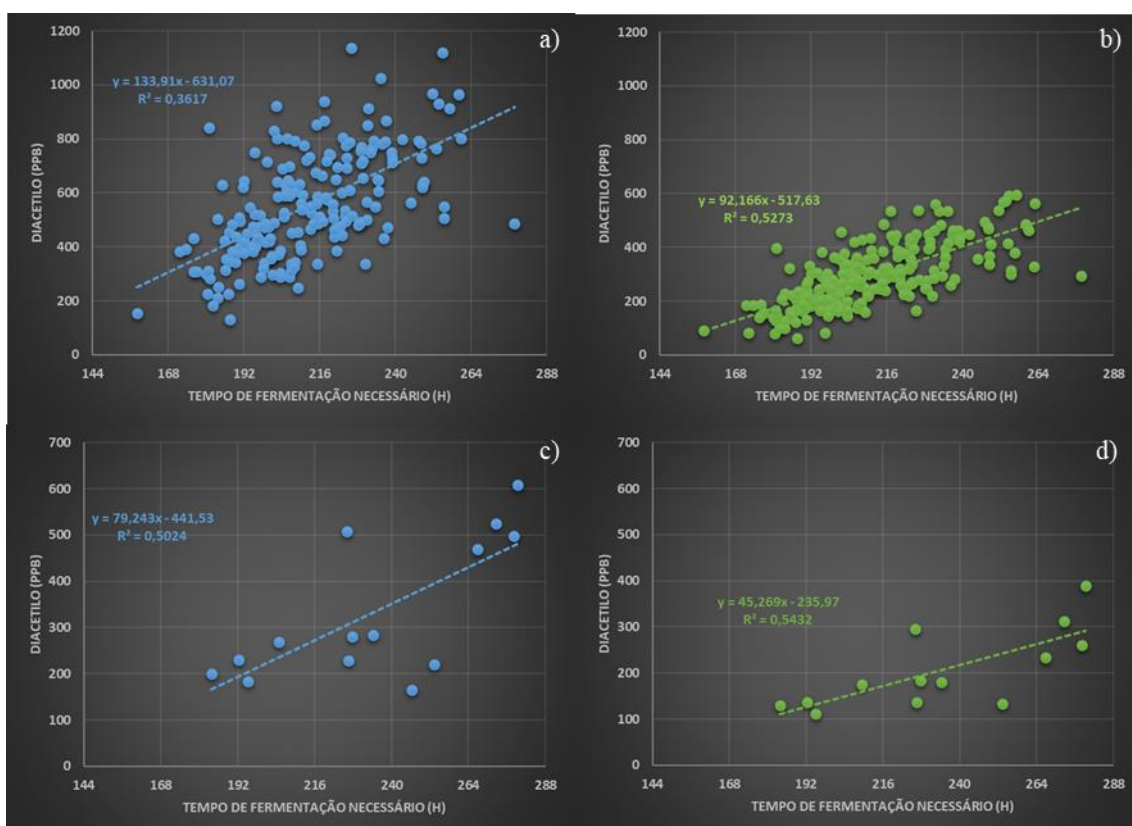 a)
1200
1000
800
600
400
200
0
DIACETILO (PPB)
y = 133,91x - 631,07
R² = 0,3617
144 168 192 216 240 264 288
TEMPO DE FERMENTAÇÃO NECESSÁRIO (H)
b)
1200
1000
800
600
400
200
0
DIACETILO (PPB)
y = 92,166x - 517,63
R² = 0,5273
144 168 192 216 240 264 288
TEMPO DE FERMENTAÇÃO NECESSÁRIO (H)
c)
700
600
500
400
300
200
100
0
DIACETILO (PPB)
y = 79,243x - 441,53
R² = 0,5024
144 168 192 216 240 264 288
TEMPO DE FERMENTAÇÃO NECESSÁRIO (H)
d)
700
600
500
400
300
200
100
0
DIACETILO (PPB)
y = 45,269x - 235,97
R² = 0,5432
144 168 192 216 240 264 288
TEMPO DE FERMENTAÇÃO NECESSÁRIO (H)